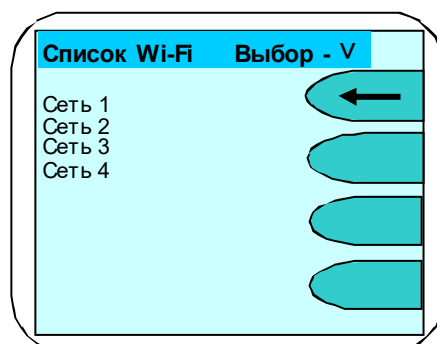 Список Wi-Fi Выбор - V
Сеть 1
Сеть 2
Сеть 3
Сеть 4